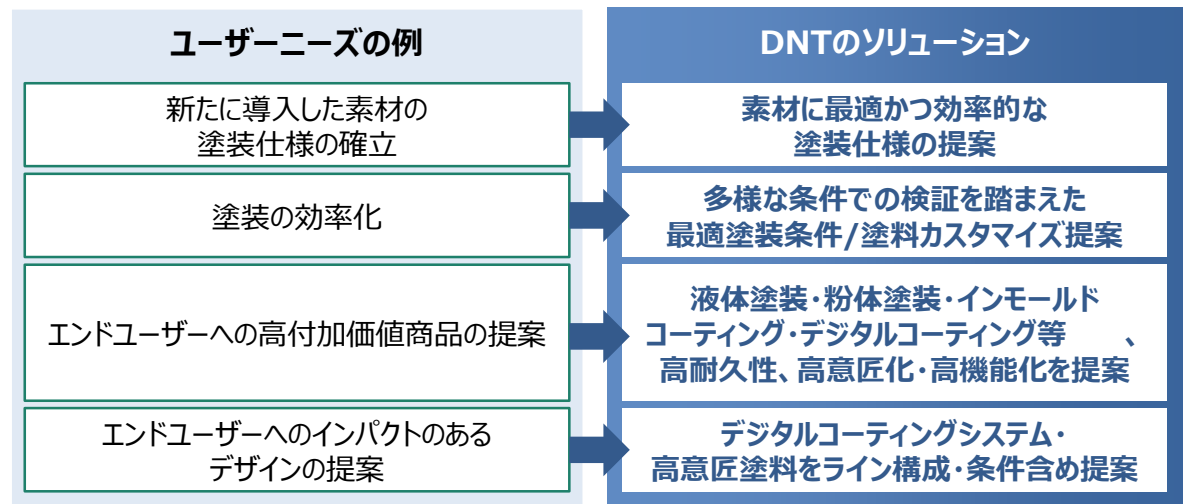 ユーザーニーズの例
DNTのソリューション
新たに導入した素材の
塗装仕様の確立
素材に最適かつ効率的な
塗装仕様の提案
塗装の効率化
多様な条件での検証を踏まえた
最適塗装条件/塗料カスタマイズ提案
エンドユーザーへの高付加価値商品の提案
液体塗装・粉体塗装・インモールド
コーティング・デジタルコーティング等　　、
高耐久性、高意匠化・高機能化を提案
エンドユーザーへのインパクトのある
デザインの提案
デジタルコーティングシステム・
高意匠塗料をライン構成・条件含め提案